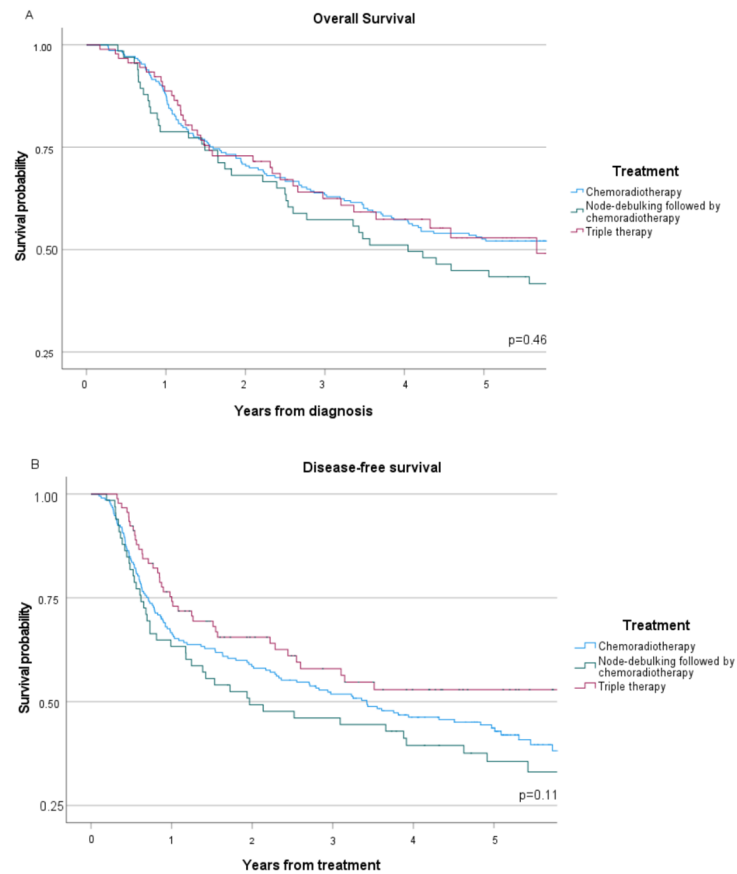 A
Overall Survival
1.00
0.75
0.50
0.25
Survival probability
p=0.46
0 1 2 3 4 5
Years from diagnosis
Treatment
Chemoradiotherapy
Node-debulking followed by
chemoradiotherapy
Triple therapy
B
Disease-free survival
1.00
0.75
0.50
0.25
Survival probability
p=0.11
0 1 2 3 4 5
Years from treatment
Treatment
Chemoradiotherapy
Node-debulking followed by
chemoradiotherapy
Triple therapy